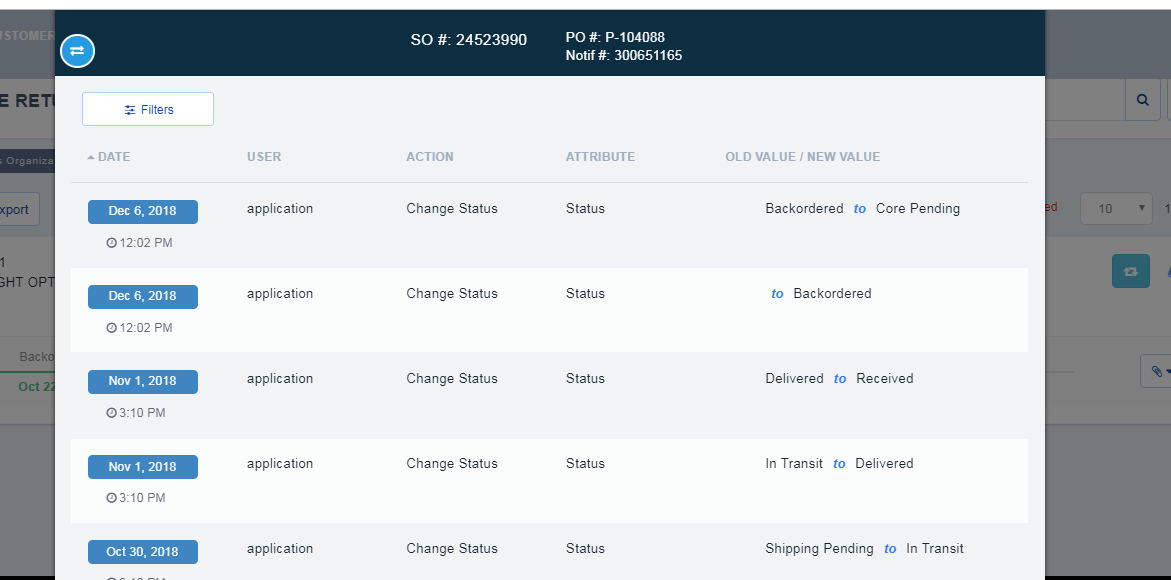 USTOMER
SO #: 24523990
PO #: P-104088
Notif #: 300651165
E RETU
Filters
s Organiza
DATE USER ACTION ATTRIBUTE OLD VALUE / NEW VALUE
xport
ed
10
1
Dec 6, 2018 application Change Status Status Backordered to Core Pending
12:02 PM
1
GHT OPT
Dec 6, 2018 application Change Status Status to Backordered
12:02 PM
Backo
Oct 22
Nov 1, 2018 application Change Status Status Delivered to Received
3:10 PM
Nov 1, 2018 application Change Status Status In Transit to Delivered
3:10 PM
Oct 30, 2018 application Change Status Status Shipping Pending to In Transit